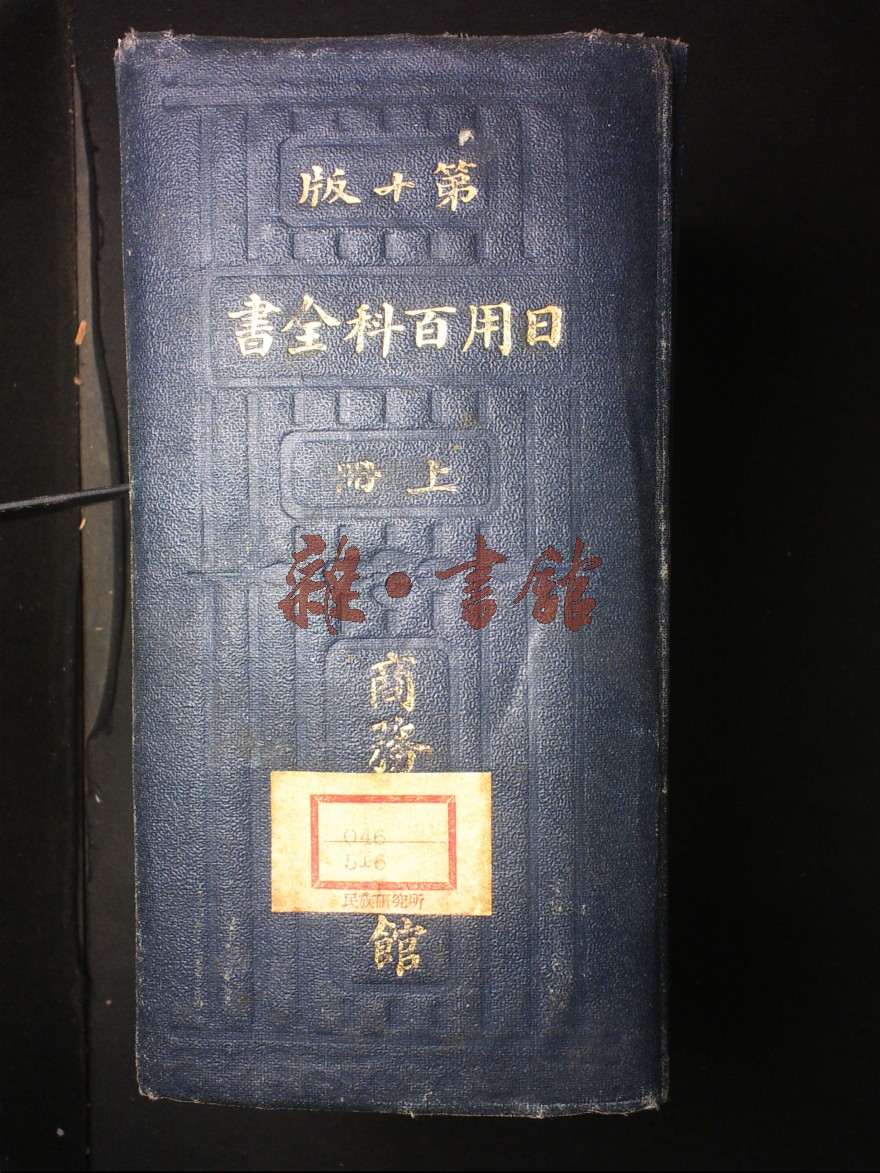 第十版
日用百科全書
上冊
雜·書館
商務
046
516
民族研究所
館